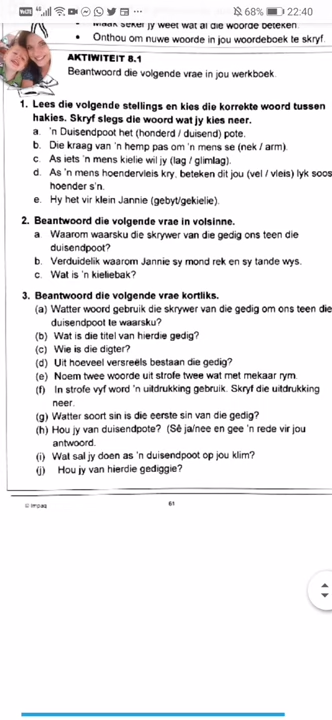 68% 22:40
Maak seker jy weet wat al die woorde beteken.
• Onthou om nuwe woorde in jou woordeboek te skryf.
AKTIWITEIT 8.1
Beantwoord die volgende vrae in jou werkboek.
1. Lees die volgende stellings en kies die korrekte woord tussen
hakies. Skryf slegs die woord wat jy kies neer.
a. 'n Duisendpoot het (honderd / duisend) pote.
b. Die kraag van 'n hemp pas om 'n mens se (nek / arm).
c. As iets 'n mens kielie wil jy (lag / glimlag).
d. As 'n mens hoendervleis kry, beteken dit jou (vel / vleis) lyk soos
hoender s'n.
e. Hy het vir klein Jannie (gebyt/gekielie).
2. Beantwoord die volgende vrae in volsinne.
a Waarom waarsku die skrywer van die gedig ons teen die
duisendpoot?
b. Verduidelik waarom Jannie sy mond rek en sy tande wys.
c. Wat is 'n kieliebak?
3. Beantwoord die volgende vrae kortliks.
(a) Watter woord gebruik die skrywer van die gedig om ons teen die
duisendpoot te waarsku?
(b) Wat is die titel van hierdie gedig?
(c) Wie is die digter?
(d) Uit hoeveel versreëls bestaan die gedig?
(e) Noem twee woorde uit strofe twee wat met mekaar rym.
(f) In strofe vyf word 'n uitdrukking gebruik. Skryf die uitdrukking
neer.
(g) Watter soort sin is die eerste sin van die gedig?
(h) Hou jy van duisendpote? (Sê ja/nee en gee 'n rede vir jou
antwoord.
(i) Wat sal jy doen as 'n duisendpoot op jou klim?
(j) Hou jy van hierdie gediggie?
© Impaq
61